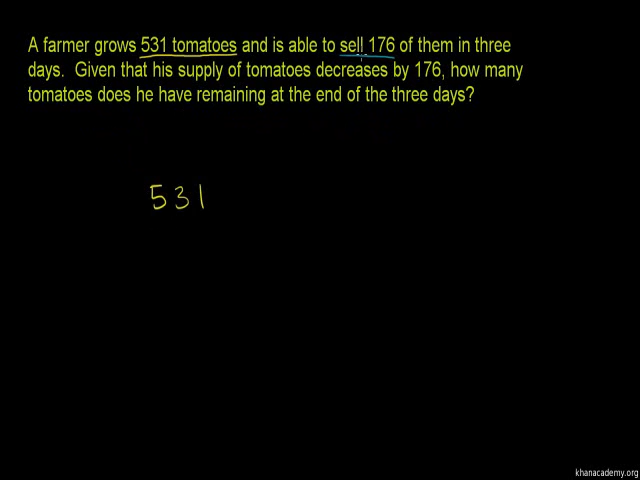 A farmer grows 531 tomatoes and is able to sell 176 of them in three
days.  Given that his supply of tomatoes decreases by 176, how many
tomatoes does he have remaining at the end of the three days?
531
khanacademy.org